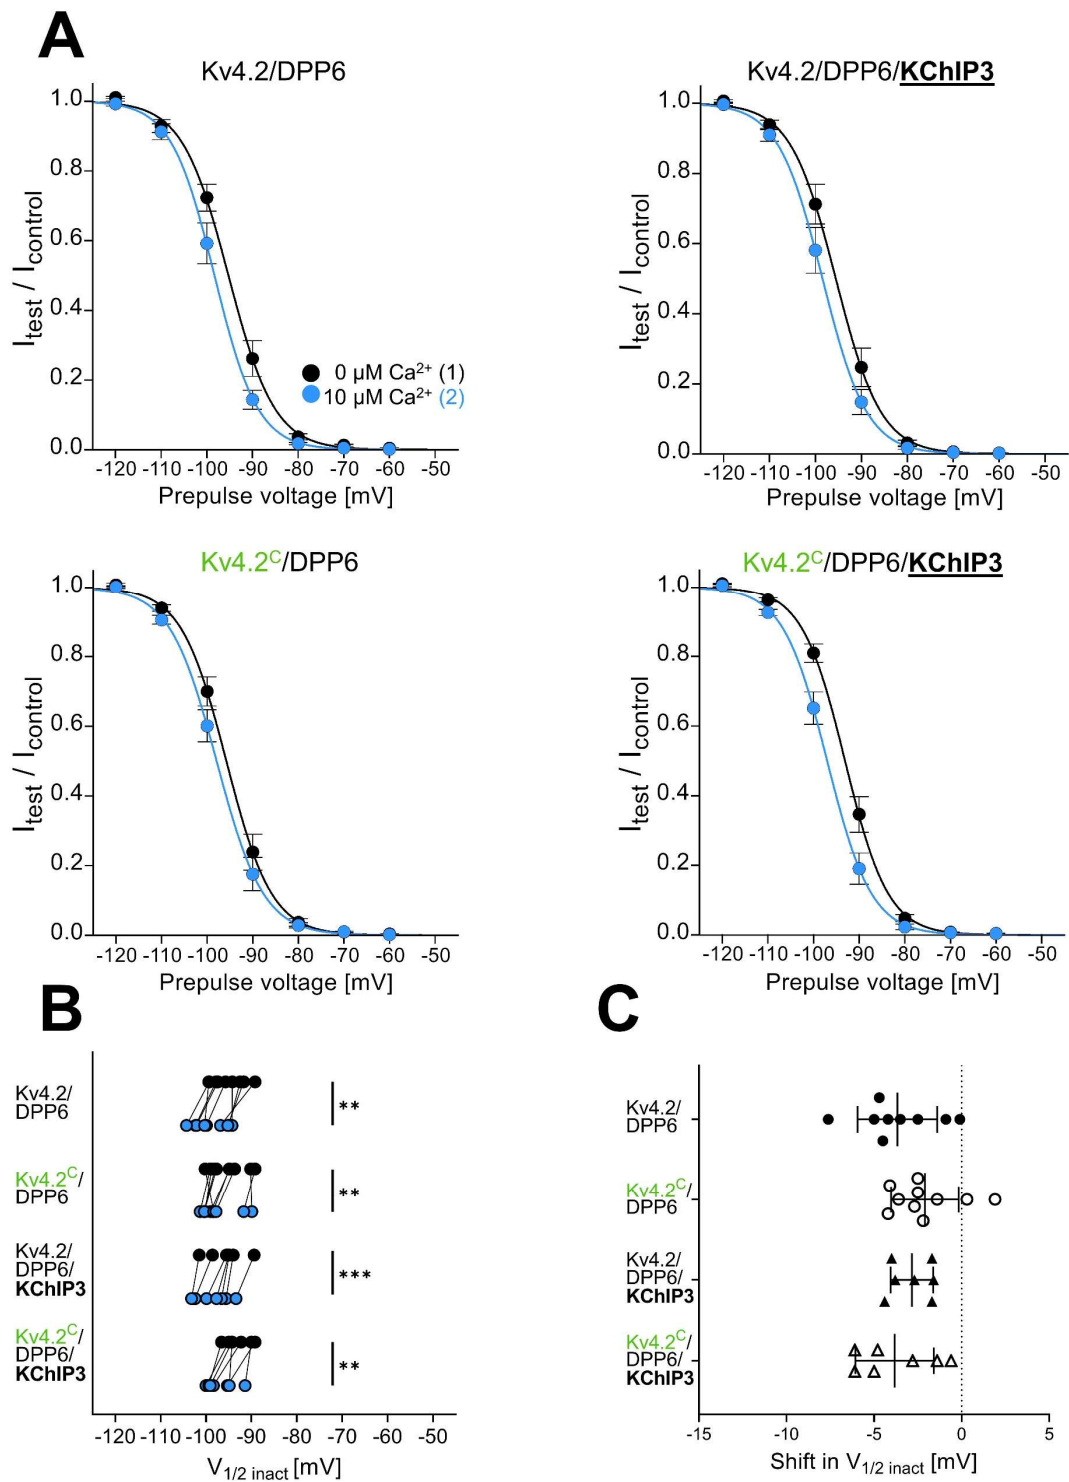 A
Kv4.2/DPP6
Itest / Icontrol
1.0
0.8
0.6
0.4
0.2
0.0
0 µM Ca²⁺ (1)
10 µM Ca²⁺ (2)
-120 -110 -100 -90 -80 -70 -60 -50
Prepulse voltage [mV]
Kv4.2/DPP6/KChIP3
Itest / Icontrol
1.0
0.8
0.6
0.4
0.2
0.0
-120 -110 -100 -90 -80 -70 -60 -50
Prepulse voltage [mV]
Kv4.2ᶜ/DPP6
Itest / Icontrol
1.0
0.8
0.6
0.4
0.2
0.0
-120 -110 -100 -90 -80 -70 -60 -50
Prepulse voltage [mV]
Kv4.2ᶜ/DPP6/KChIP3
Itest / Icontrol
1.0
0.8
0.6
0.4
0.2
0.0
-120 -110 -100 -90 -80 -70 -60 -50
Prepulse voltage [mV]
B
Kv4.2/
DPP6
**
Kv4.2ᶜ/
DPP6
**
Kv4.2/
DPP6/
KChIP3
***
Kv4.2ᶜ/
DPP6/
KChIP3
**
-120 -110 -100 -90 -80 -70 -60 -50
V1/2 inact [mV]
C
Kv4.2/
DPP6
Kv4.2ᶜ/
DPP6
Kv4.2/
DPP6/
KChIP3
Kv4.2ᶜ/
DPP6/
KChIP3
-15 -10 -5 0 5
Shift in V1/2 inact [mV]